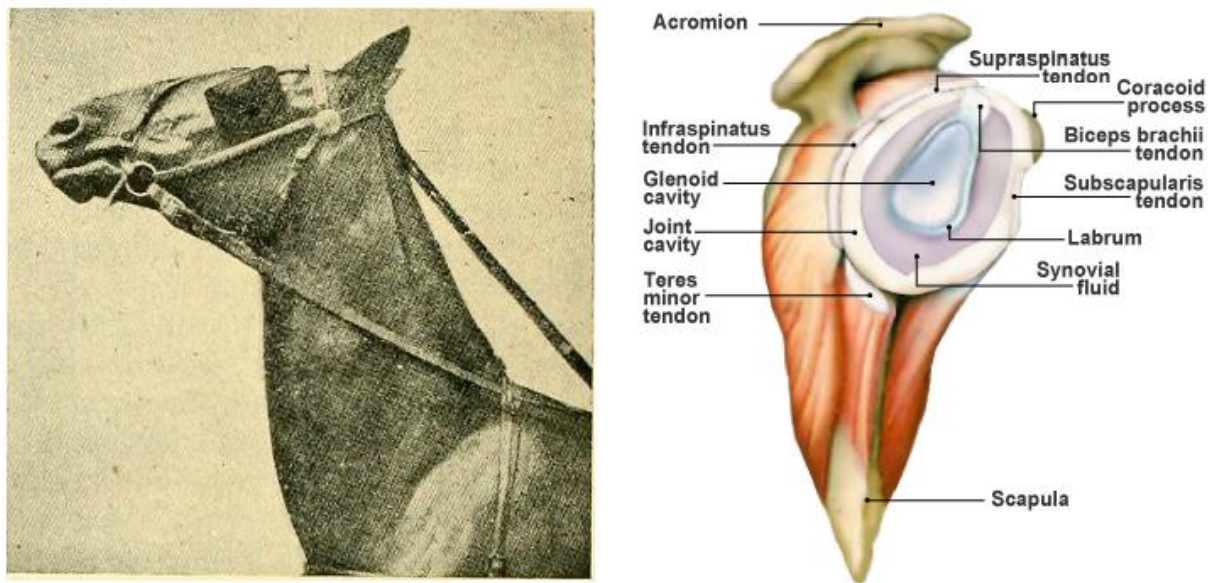 Acromion
Supraspinatus
tendon
Coracoid
process
Infraspinatus
tendon
Biceps brachii
tendon
Glenoid
cavity
Subscapularis
tendon
Joint
cavity
Labrum
Teres
minor
tendon
Synovial
fluid
Scapula